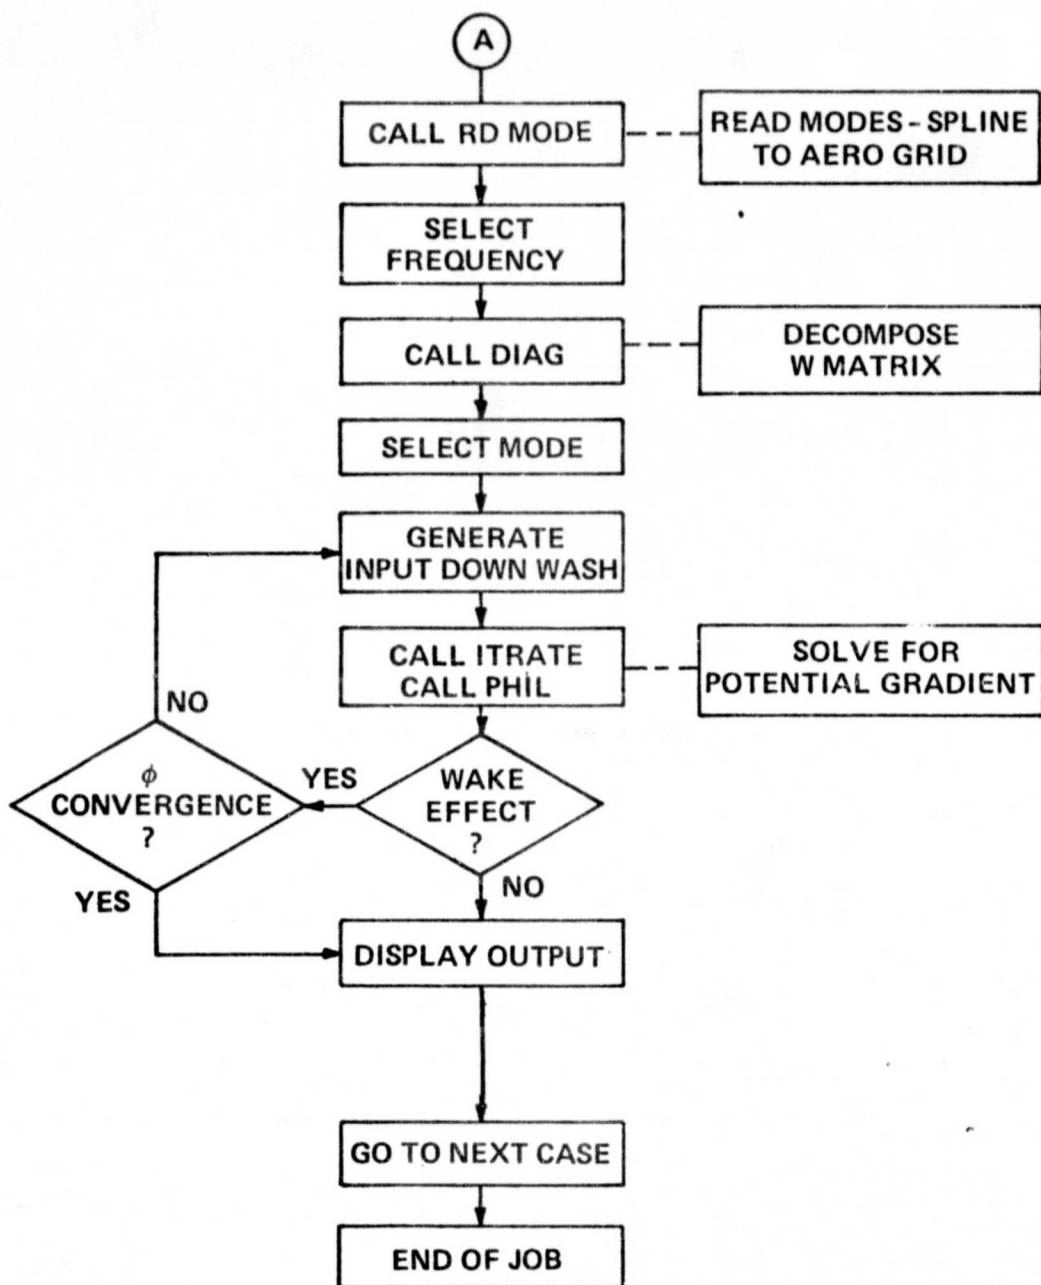 A
CALL RD MODE
READ MODES - SPLINE
TO AERO GRID
SELECT
FREQUENCY
CALL DIAG
DECOMPOSE
W MATRIX
SELECT MODE
GENERATE
INPUT DOWN WASH
CALL ITRATE
CALL PHIL
SOLVE FOR
POTENTIAL GRADIENT
NO
φ
CONVERGENCE
?
YES
WAKE
EFFECT
?
YES
NO
DISPLAY OUTPUT
GO TO NEXT CASE
END OF JOB